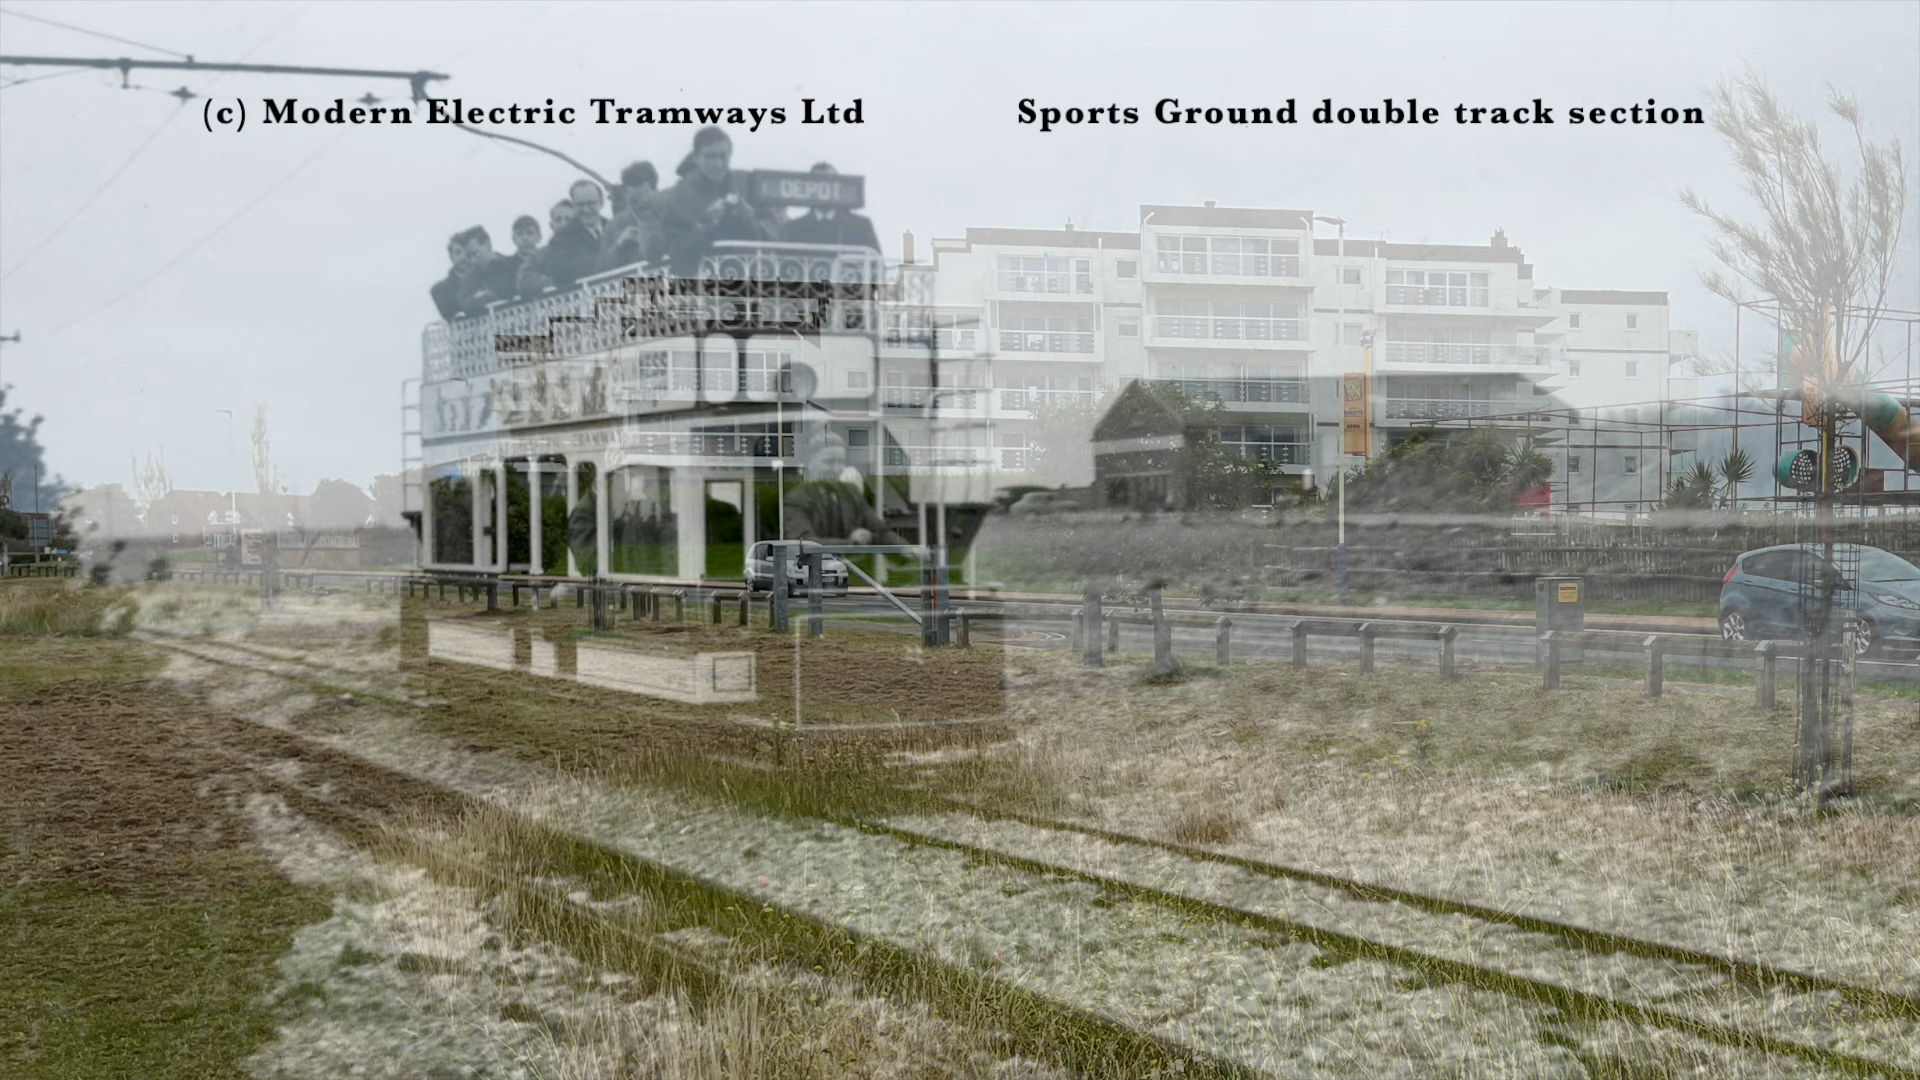 (c) Modern Electric Tramways Ltd
Sports Ground double track section
DEPOT